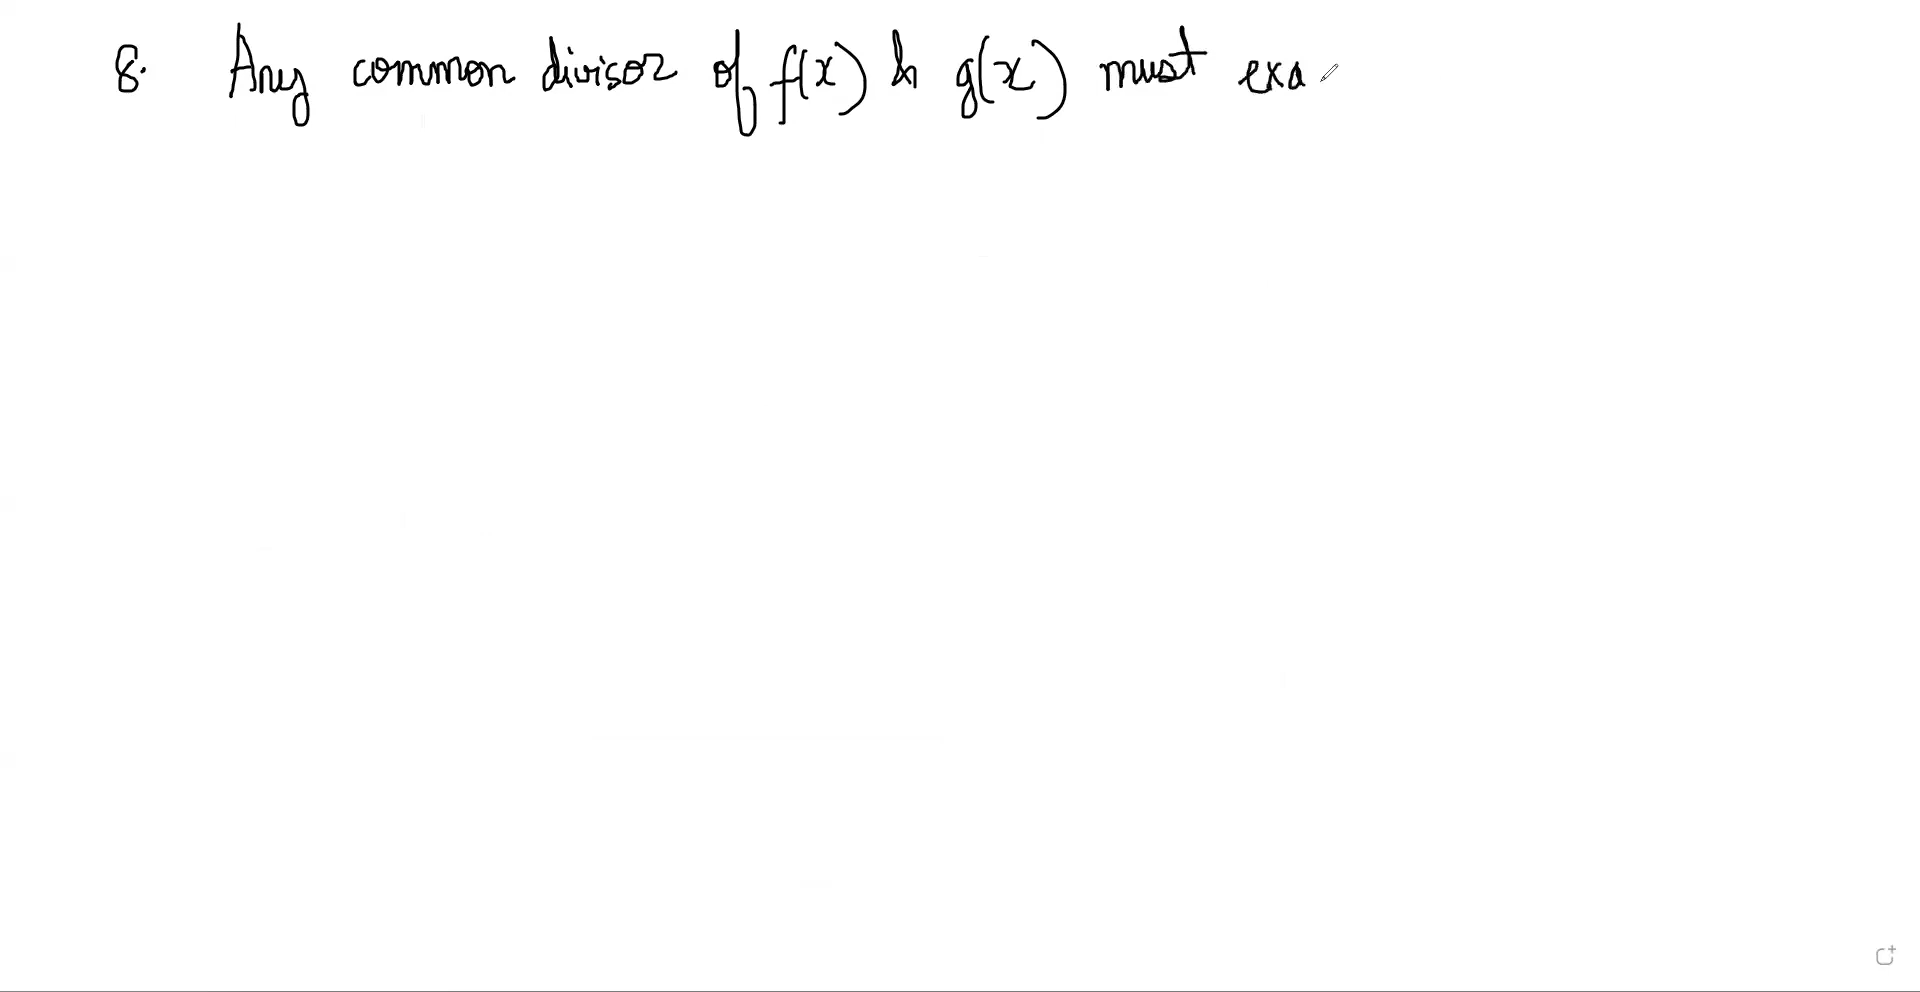 8. Any common divisor of f(x) & g(x) must exa